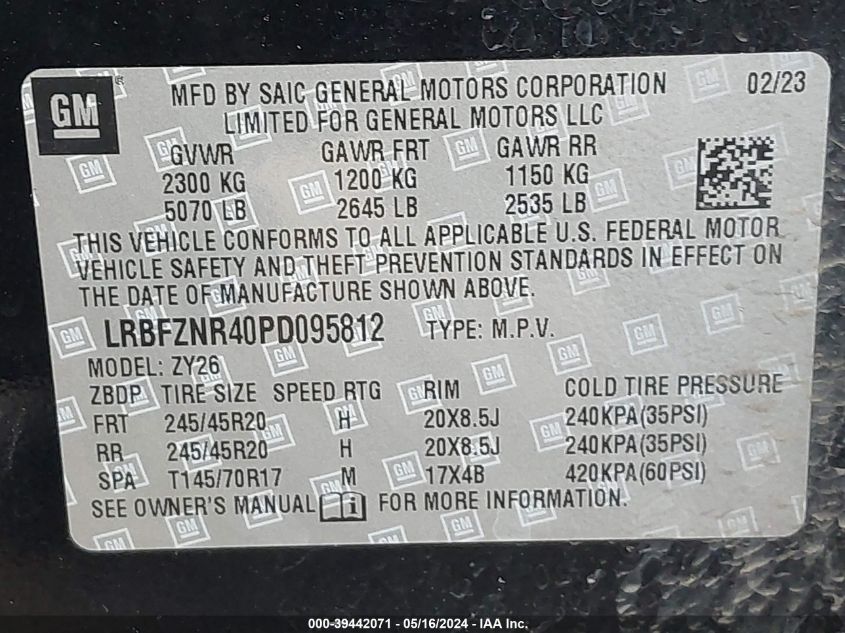 GM
MFD BY SAIC GENERAL MOTORS CORPORATION 02/23
LIMITED FOR GENERAL MOTORS LLC
GVWR GAWR FRT GAWR RR
2300 KG 1200 KG 1150 KG
5070 LB 2645 LB 2535 LB
THIS VEHICLE CONFORMS TO ALL APPLICABLE U.S. FEDERAL MOTOR
VEHICLE SAFETY AND THEFT PREVENTION STANDARDS IN EFFECT ON
THE DATE OF MANUFACTURE SHOWN ABOVE.
LRBFZNR40PD095812 TYPE: M.P.V.
MODEL: ZY26
ZBDP TIRE SIZE SPEED RTG RIM COLD TIRE PRESSURE
FRT 245/45R20 H 20X8.5J 240KPA(35PSI)
RR 245/45R20 H 20X8.5J 240KPA(35PSI)
SPA T145/70R17 M 17X4B 420KPA(60PSI)
SEE OWNER'S MANUAL i FOR MORE INFORMATION.
000-39442071 - 05/16/2024 - IAA Inc.